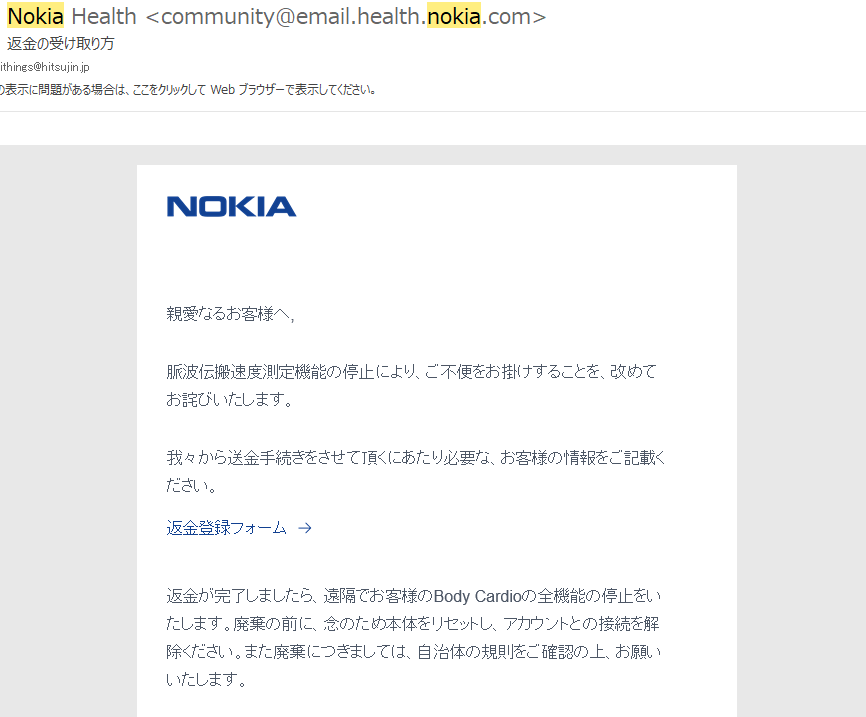 Nokia Health <community@email.health.nokia.com>
返金の受け取り方
ithings@hitsujin.jp
の表示に問題がある場合は、ここをクリックして Web ブラウザーで表示してください。
NOKIA
親愛なるお客様へ,
脈波伝搬速度測定機能の停止により、ご不便をお掛けすることを、改めて
お詫びいたします。
我々から送金手続きをさせて頂くにあたり必要な、お客様の情報をご記載く
ださい。
返金登録フォーム →
返金が完了しましたら、遠隔でお客様のBody Cardioの全機能の停止をい
たします。廃棄の前に、念のため本体をリセットし、アカウントとの接続を解
除ください。また廃棄につきましては、自治体の規則をご確認の上、お願い
いたします。